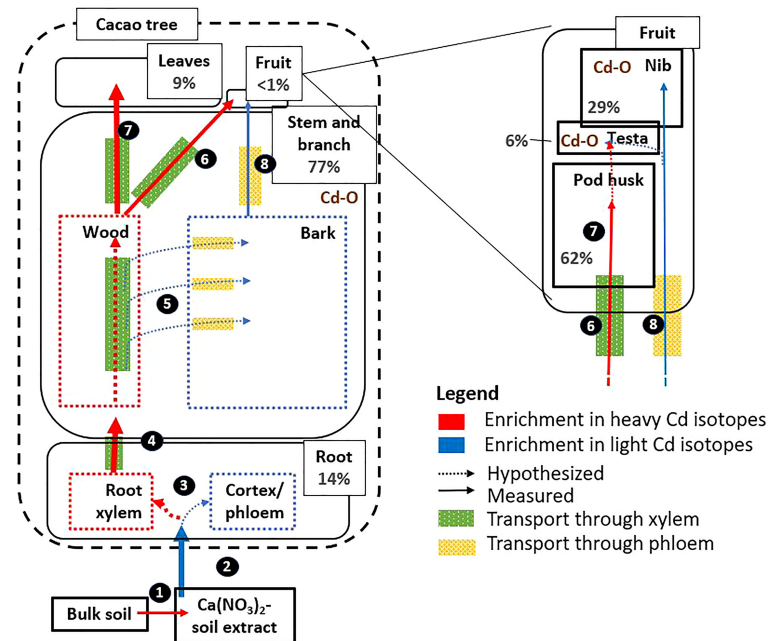 Cacao tree
Leaves
9%
Fruit
<1%
Stem and
branch
77%
Cd-O
7
6
8
Wood
Bark
5
4
Root
14%
Root
xylem
3
Cortex/
phloem
2
1
Bulk soil
Ca(NO3)2-
soil extract
Fruit
Cd-O Nib
29%
6%
Cd-O Testa
Pod husk
7
62%
6
8
Legend
Enrichment in heavy Cd isotopes
Enrichment in light Cd isotopes
Hypothesized
Measured
Transport through xylem
Transport through phloem